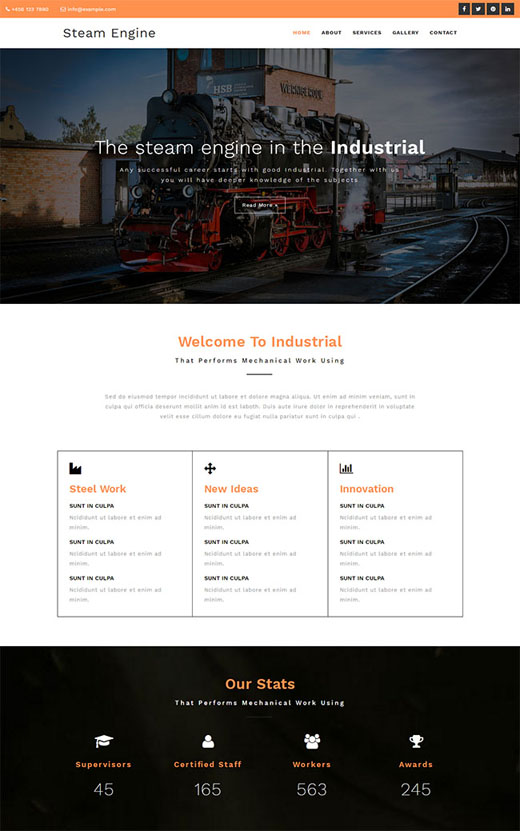 +456 123 7890 info@example.com
Steam Engine
HOME ABOUT SERVICES GALLERY CONTACT
HSB
WERNIGERODE
The steam engine in the Industrial
Any successful career starts with good Industrial. Together with us
you will have deeper knowledge of the subjects.
Read More »
Welcome To Industrial
That Performs Mechanical Work Using
Sed do eiusmod tempor incididunt ut labore et dolore magna aliqua. Ut enim ad minim veniam, sunt in
culpa qui officia deserunt mollit anim id est laboth. Duis aute irure dolor in reprehenderit in voluptate
velit esse cillum dolore eu fugiat nulla pariatur sunt in culpa qui .
Steel Work
SUNT IN CULPA
Ncididunt ut labore et enim ad
minim.
SUNT IN CULPA
Ncididunt ut labore et enim ad
minim.
SUNT IN CULPA
Ncididunt ut labore et enim ad
minim.
New Ideas
SUNT IN CULPA
Ncididunt ut labore et enim ad
minim.
SUNT IN CULPA
Ncididunt ut labore et enim ad
minim.
SUNT IN CULPA
Ncididunt ut labore et enim ad
minim.
Innovation
SUNT IN CULPA
Ncididunt ut labore et enim ad
minim.
SUNT IN CULPA
Ncididunt ut labore et enim ad
minim.
SUNT IN CULPA
Ncididunt ut labore et enim ad
minim.
Our Stats
That Performs Mechanical Work Using
Supervisors Certified Staff Workers Awards
45 165 563 245